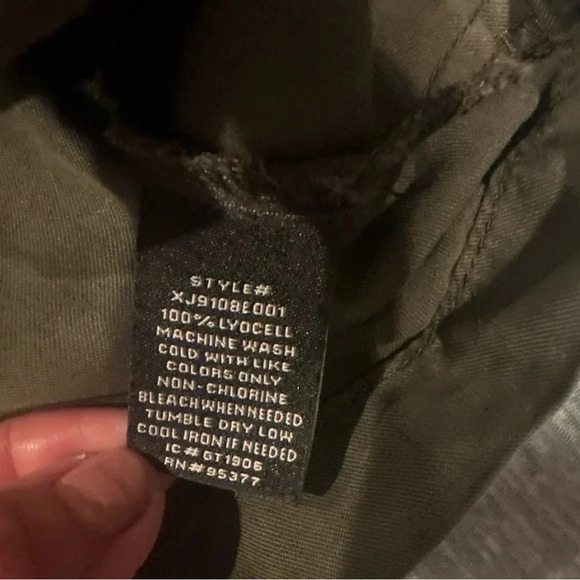 STYLE#
XJ9108E001
100% LYOCELL
MACHINE WASH
COLD WITH LIKE
COLORS ONLY
NON-CHLORINE
BLEACH WHEN NEEDED
TUMBLE DRY LOW
COOL IRON IF NEEDED
IC# GT1906
RN# 95377